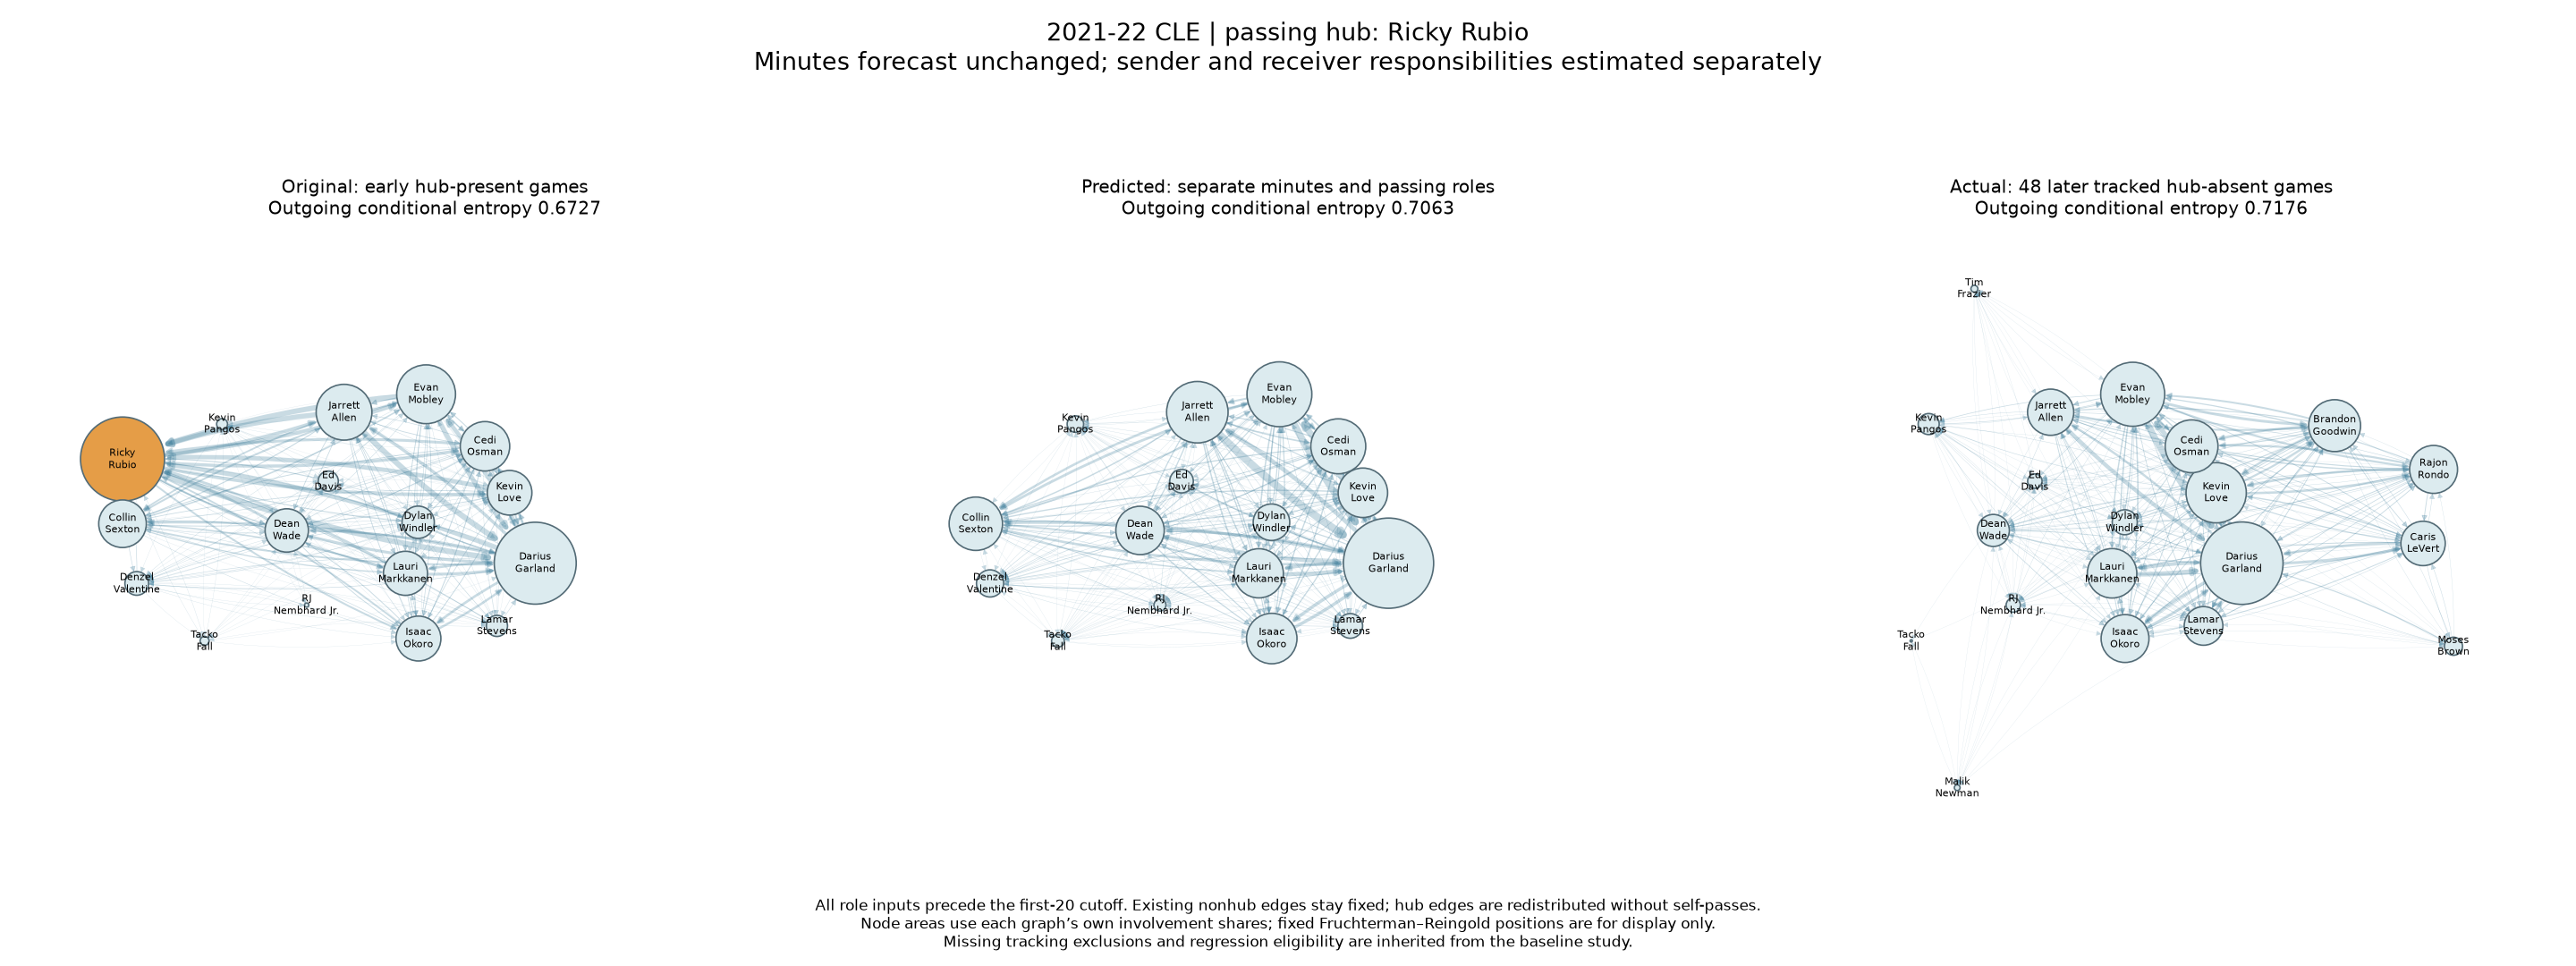 2021-22 CLE | passing hub: Ricky Rubio
Minutes forecast unchanged; sender and receiver responsibilities estimated separately
Original: early hub-present games
Outgoing conditional entropy 0.6727
Evan
Mobley
Jarrett
Allen
Kevin
Pangos
Ricky
Rubio
Cedi
Osman
Ed
Davis
Kevin
Love
Collin
Sexton
Dean
Wade
Dylan
Windler
Darius
Garland
Lauri
Markkanen
Denzel
Valentine
RJ
Nembhard Jr.
Lamar
Stevens
Tacko
Fall
Isaac
Okoro
Predicted: separate minutes and passing roles
Outgoing conditional entropy 0.7063
Evan
Mobley
Jarrett
Allen
Kevin
Pangos
Cedi
Osman
Ed
Davis
Kevin
Love
Collin
Sexton
Dean
Wade
Dylan
Windler
Darius
Garland
Lauri
Markkanen
Denzel
Valentine
RJ
Nembhard Jr.
Lamar
Stevens
Tacko
Fall
Isaac
Okoro
Actual: 48 later tracked hub-absent games
Outgoing conditional entropy 0.7176
Tim
Frazier
Evan
Mobley
Jarrett
Allen
Kevin
Pangos
Brandon
Goodwin
Cedi
Osman
Rajon
Rondo
Ed
Davis
Kevin
Love
Dean
Wade
Dylan
Windler
Caris
LeVert
Darius
Garland
Lauri
Markkanen
RJ
Nembhard Jr.
Lamar
Stevens
Tacko
Fall
Isaac
Okoro
Moses
Brown
Malik
Newman
All role inputs precede the first-20 cutoff. Existing nonhub edges stay fixed; hub edges are redistributed without self-passes.
Node areas use each graph’s own involvement shares; fixed Fruchterman–Reingold positions are for display only.
Missing tracking exclusions and regression eligibility are inherited from the baseline study.